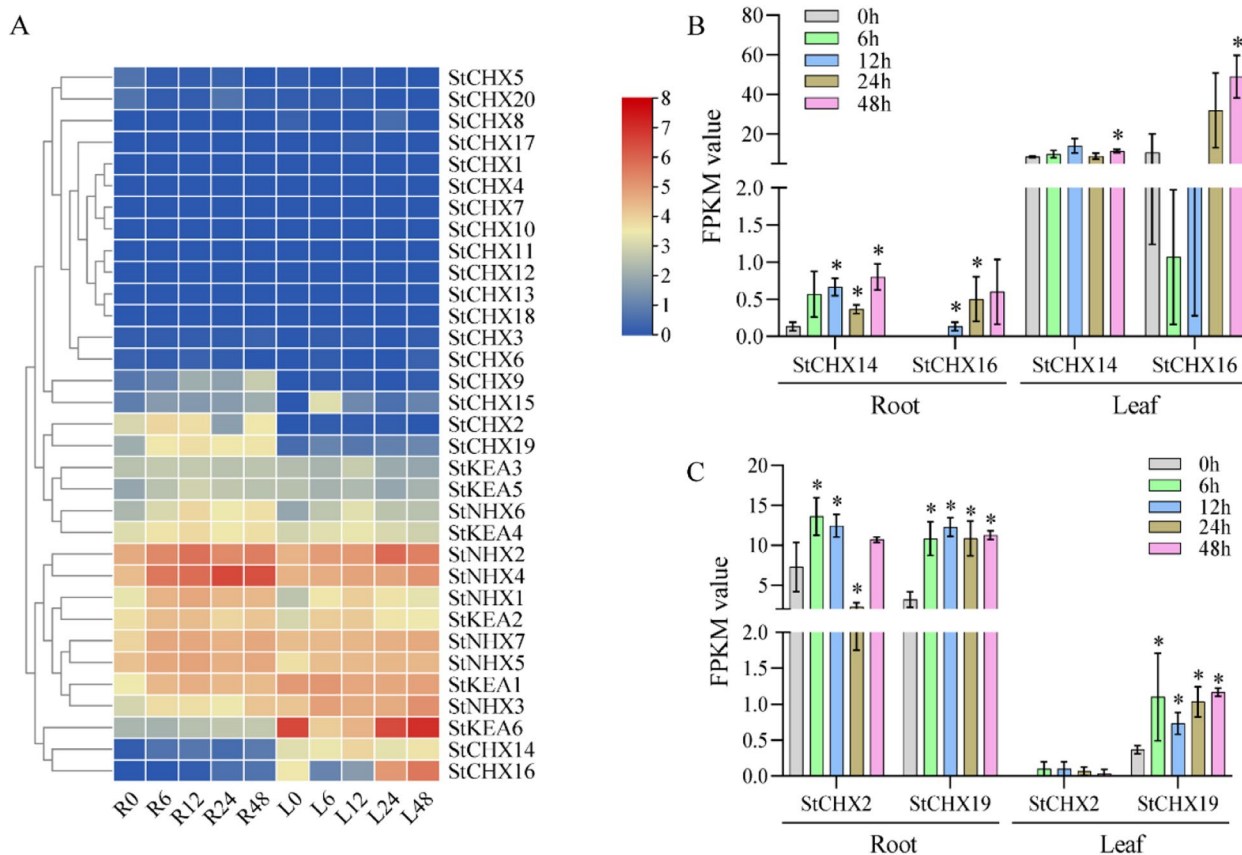 A
StCHX5
StCHX20
StCHX8
StCHX17
StCHX1
StCHX4
StCHX7
StCHX10
StCHX11
StCHX12
StCHX13
StCHX18
StCHX3
StCHX6
StCHX9
StCHX15
StCHX2
StCHX19
StKEA3
StKEA5
StNHX6
StKEA4
StNHX2
StNHX4
StNHX1
StKEA2
StNHX7
StNHX5
StKEA1
StNHX3
StKEA6
StCHX14
StCHX16
R0 R6 R12 R24 R48 L0 L6 L12 L24 L48
8
7
6
5
4
3
2
1
0
B
FPKM value
80
60
40
20
2.0
1.5
1.0
0.5
0.0
0h
6h
12h
24h
48h
* * * * * * *
StCHX14 StCHX16 StCHX14 StCHX16
Root Leaf
C
FPKM value
20
15
10
5
2.0
1.5
1.0
0.5
0.0
0h
6h
12h
24h
48h
* * * * * * * * * * *
StCHX2 StCHX19 StCHX2 StCHX19
Root Leaf